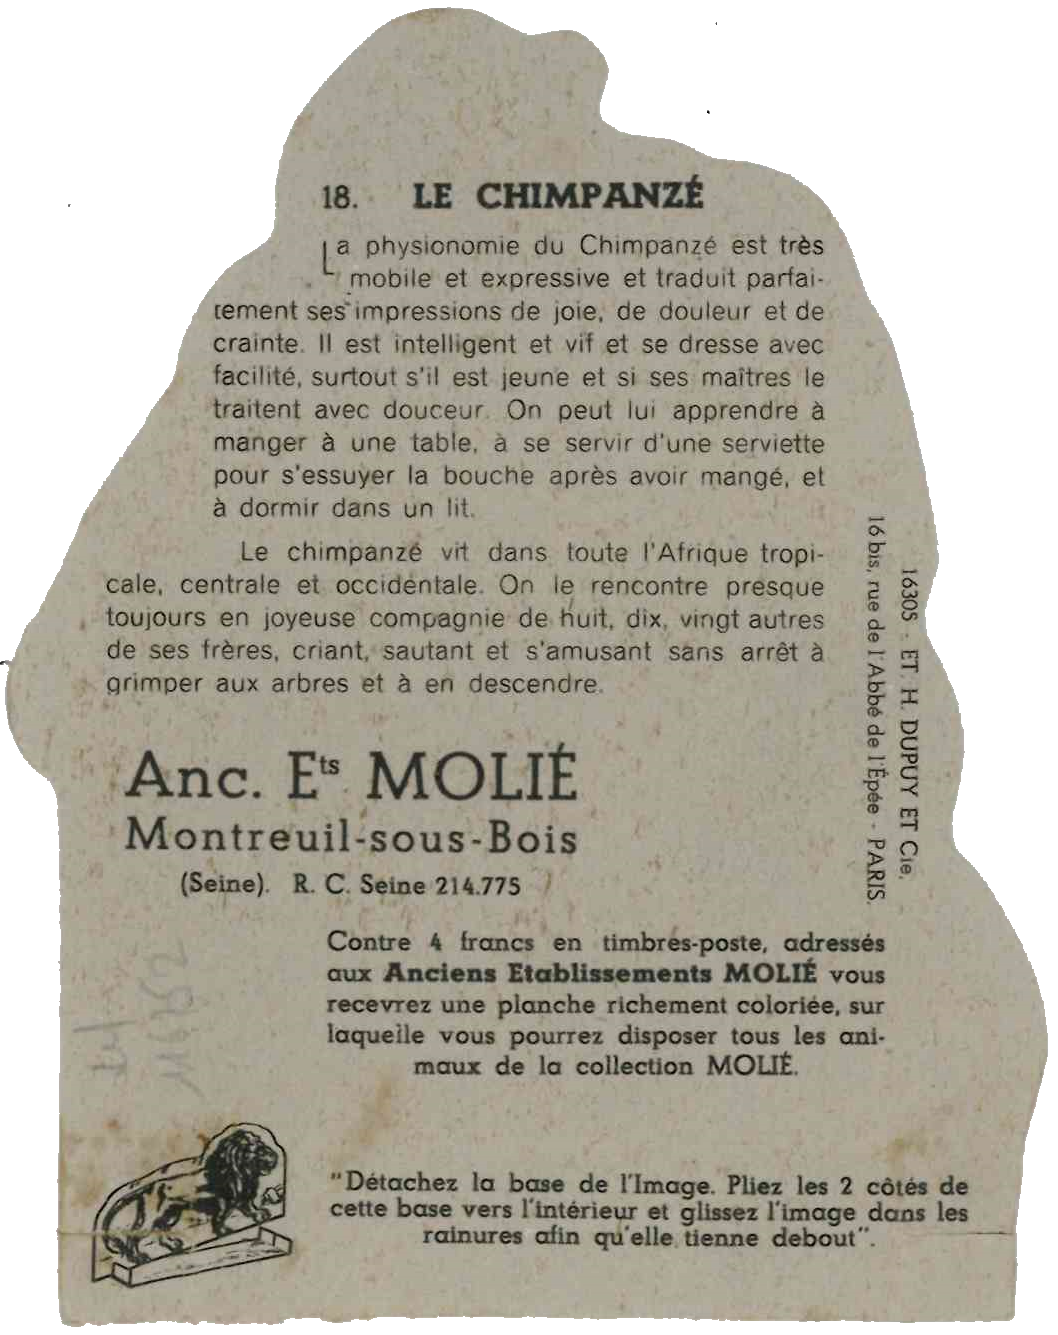 18. LE CHIMPANZÉ
La physionomie du Chimpanzé est très
mobile et expressive et traduit parfai-
tement ses impressions de joie, de douleur et de
crainte. Il est intelligent et vif et se dresse avec
facilité, surtout s'il est jeune et si ses maîtres le
traitent avec douceur. On peut lui apprendre à
manger à une table, à se servir d'une serviette
pour s'essuyer la bouche après avoir mangé, et
à dormir dans un lit.
Le chimpanzé vit dans toute l'Afrique tropi-
cale, centrale et occidentale. On le rencontre presque
toujours en joyeuse compagnie de huit, dix, vingt autres
de ses frères, criant, sautant et s'amusant sans arrêt à
grimper aux arbres et à en descendre.
16305 - ET. H. DUPUY ET Cie.
16 bis, rue de l'Abbé de l'Épée - PARIS.
Anc. Ets MOLIÉ
Montreuil-sous-Bois
(Seine). R. C. Seine 214.775
Contre 4 francs en timbres-poste, adressés
aux Anciens Etablissements MOLIÉ vous
recevrez une planche richement coloriée, sur
laquelle vous pourrez disposer tous les ani-
maux de la collection MOLIÉ.
"Détachez la base de l'Image. Pliez les 2 côtés de
cette base vers l'intérieur et glissez l'image dans les
rainures afin qu'elle tienne debout".